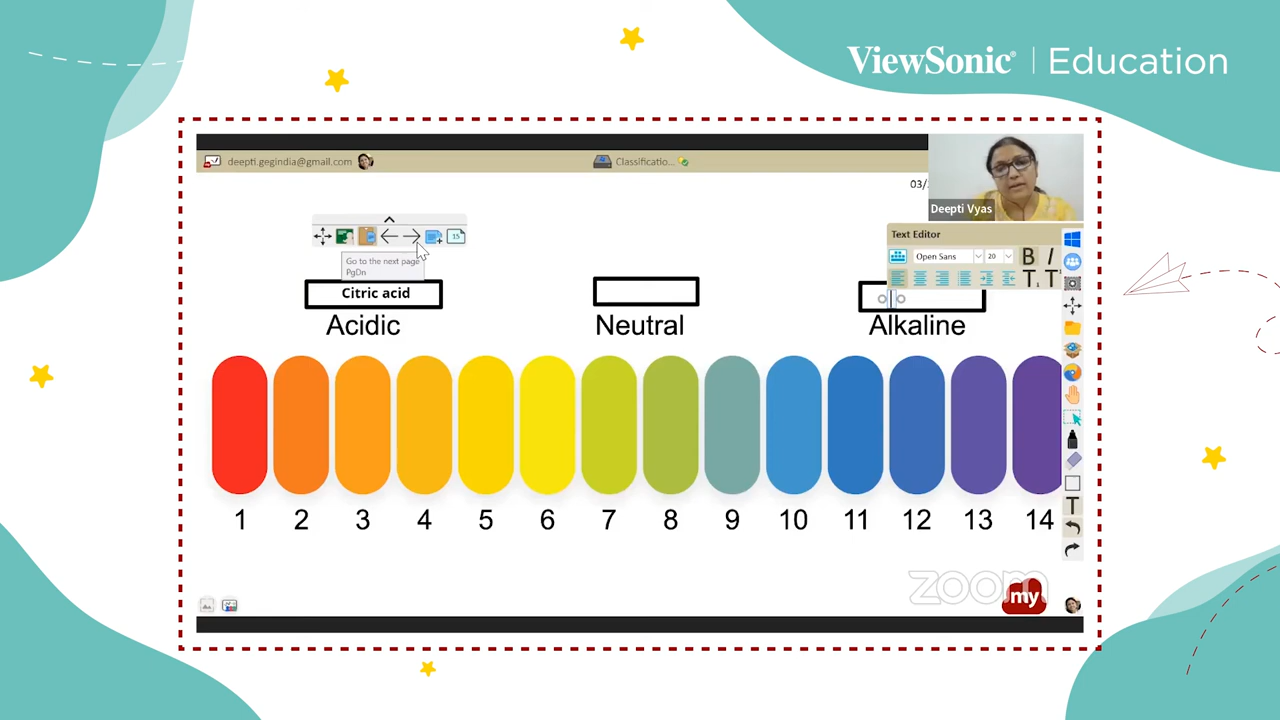 ViewSonic® Education
deepti.gegindia@gmail.com
Classificatio...
03/
Deepti Vyas
Text Editor
Open Sans 20 B I
15
T T
Go to the next page
PgDn
Citric acid
Acidic Neutral Alkaline
1 2 3 4 5 6 7 8 9 10 11 12 13 14
T
zoom
my